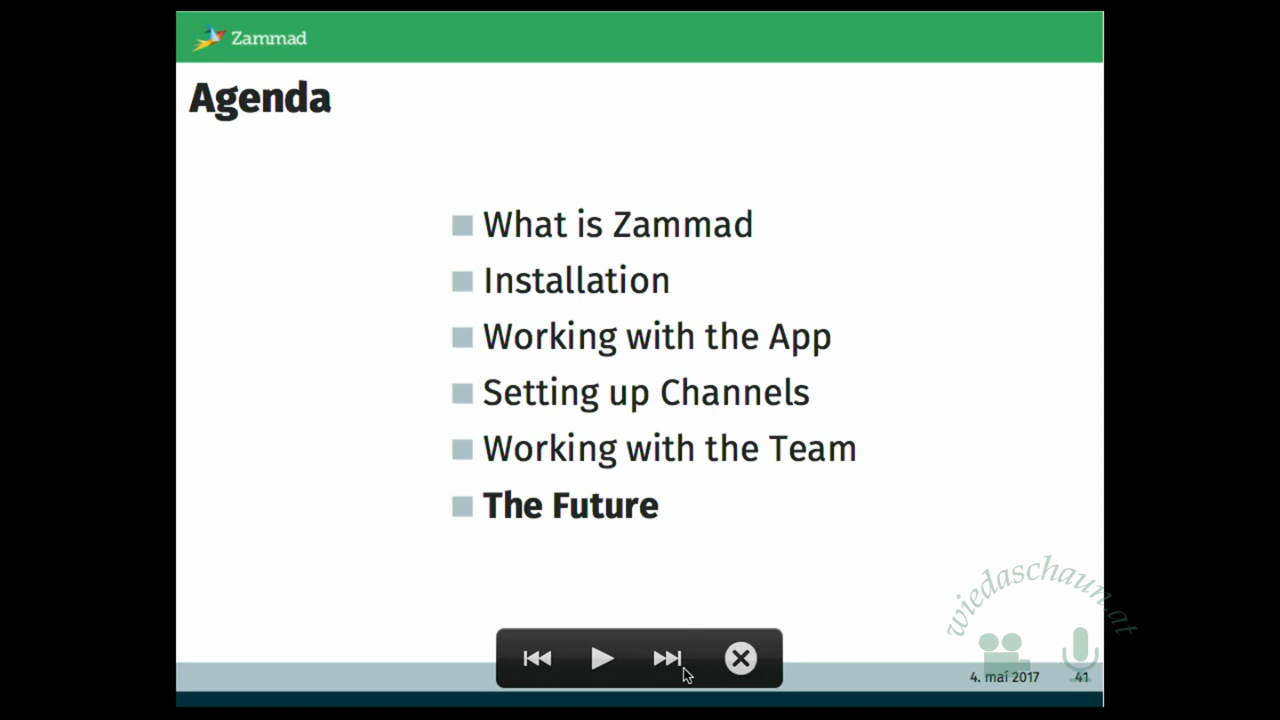 Zammad
Agenda
What is Zammad
Installation
Working with the App
Setting up Channels
Working with the Team
The Future
wiedaschaun.at
4. mai 2017
41